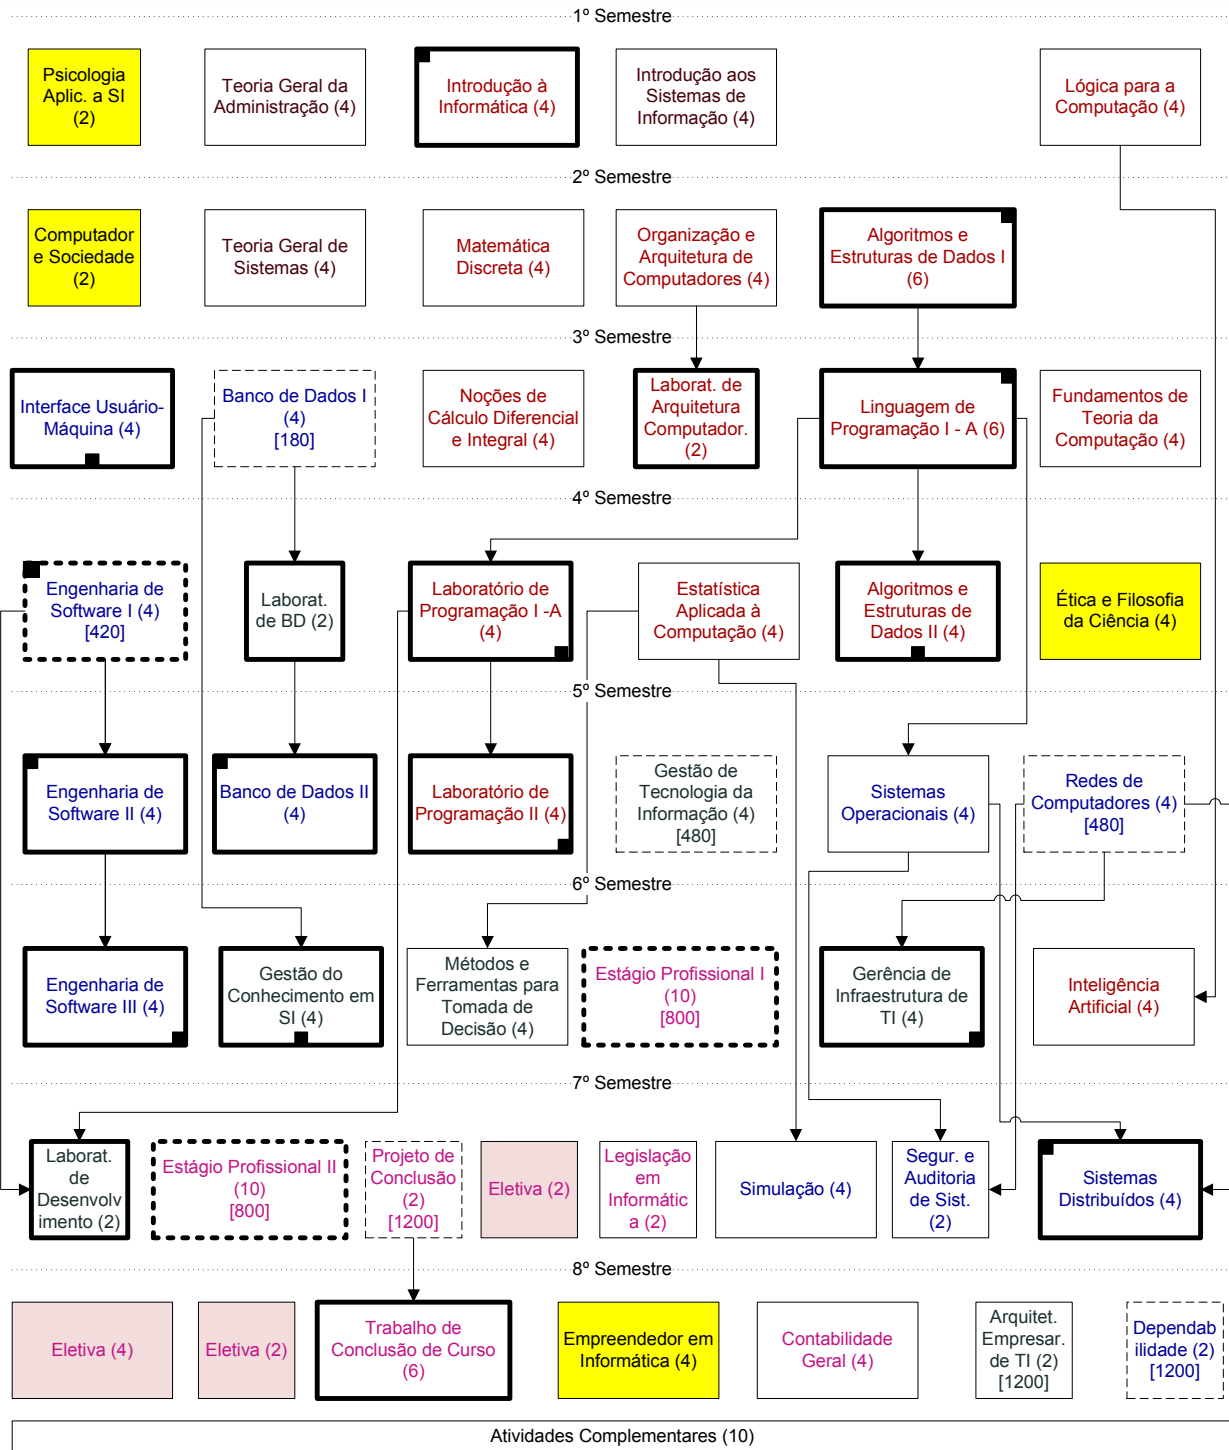 1º Semestre
Psicologia
Aplic. a SI
(2)
Teoria Geral da
Administração (4)
Introdução à
Informática (4)
Introdução aos
Sistemas de
Informação (4)
Lógica para a
Computação (4)
2º Semestre
Computador
e Sociedade
(2)
Teoria Geral de
Sistemas (4)
Matemática
Discreta (4)
Organização e
Arquitetura de
Computadores (4)
Algoritmos e
Estruturas de Dados I
(6)
3º Semestre
Interface Usuário-
Máquina (4)
Banco de Dados I
(4)
[180]
Noções de
Cálculo Diferencial
e Integral (4)
Laborat. de
Arquitetura
Computador.
(2)
Linguagem de
Programação I - A (6)
Fundamentos de
Teoria da
Computação (4)
4º Semestre
Engenharia de
Software I (4)
[420]
Laborat.
de BD (2)
Laboratório de
Programação I -A
(4)
Estatística
Aplicada à
Computação (4)
Algoritmos e
Estruturas de
Dados II (4)
Ética e Filosofia
da Ciência (4)
5º Semestre
Engenharia de
Software II (4)
Banco de Dados II
(4)
Laboratório de
Programação II (4)
Gestão de
Tecnologia da
Informação (4)
[480]
Sistemas
Operacionais (4)
Redes de
Computadores (4)
[480]
6º Semestre
Engenharia de
Software III (4)
Gestão do
Conhecimento em
SI (4)
Métodos e
Ferramentas para
Tomada de
Decisão (4)
Estágio Profissional I
(10)
[800]
Gerência de
Infraestrutura de
TI (4)
Inteligência
Artificial (4)
7º Semestre
Laborat.
de
Desenvolv
imento (2)
Estágio Profissional II
(10)
[800]
Projeto de
Conclusão
(2)
[1200]
Eletiva (2)
Legislação
em
Informátic
a (2)
Simulação (4)
Segur. e
Auditoria
de Sist.
(2)
Sistemas
Distribuídos (4)
8º Semestre
Eletiva (4)
Eletiva (2)
Trabalho de
Conclusão de Curso
(6)
Empreendedor em
Informática (4)
Contabilidade
Geral (4)
Arquitet.
Empresar.
de TI (2)
[1200]
Dependab
ilidade (2)
[1200]
Atividades Complementares (10)